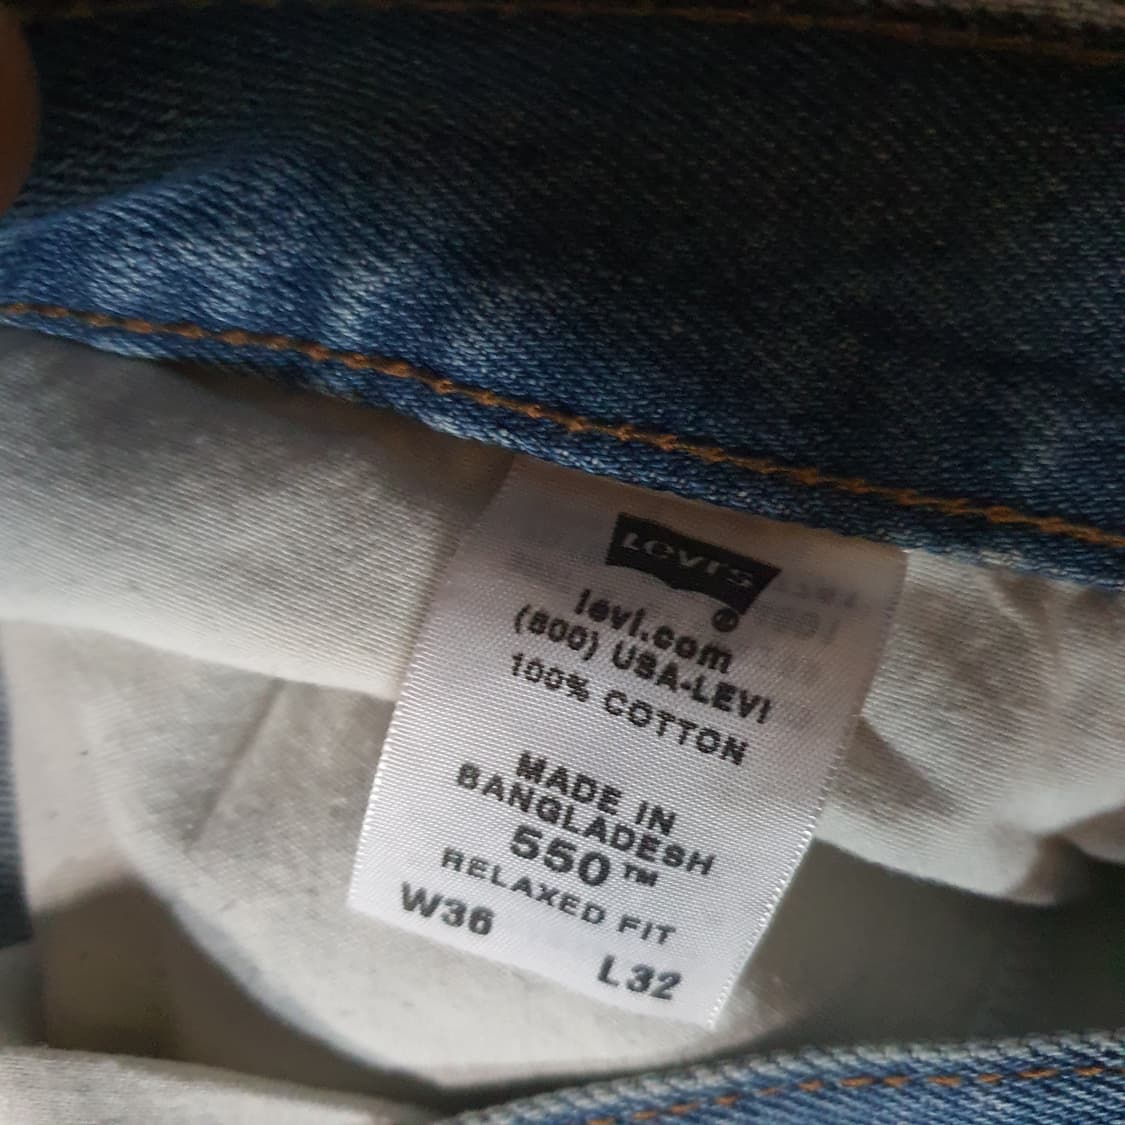 Levi's
®
levi.com
(800) USA-LEVI
100% COTTON
MADE IN
BANGLADESH
550™
RELAXED FIT
W36 L32